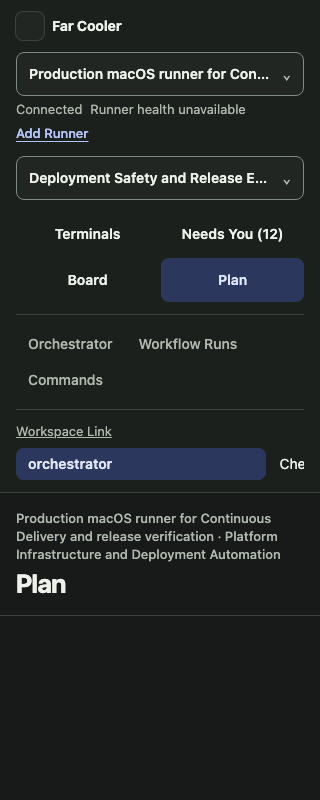 Far Cooler
Production macOS runner for Con...
Connected Runner health unavailable
Add Runner
Deployment Safety and Release E...
Terminals
Needs You (12)
Board
Plan
Orchestrator
Workflow Runs
Commands
Workspace Link
orchestrator
Che
Production macOS runner for Continuous
Delivery and release verification · Platform
Infrastructure and Deployment Automation
Plan